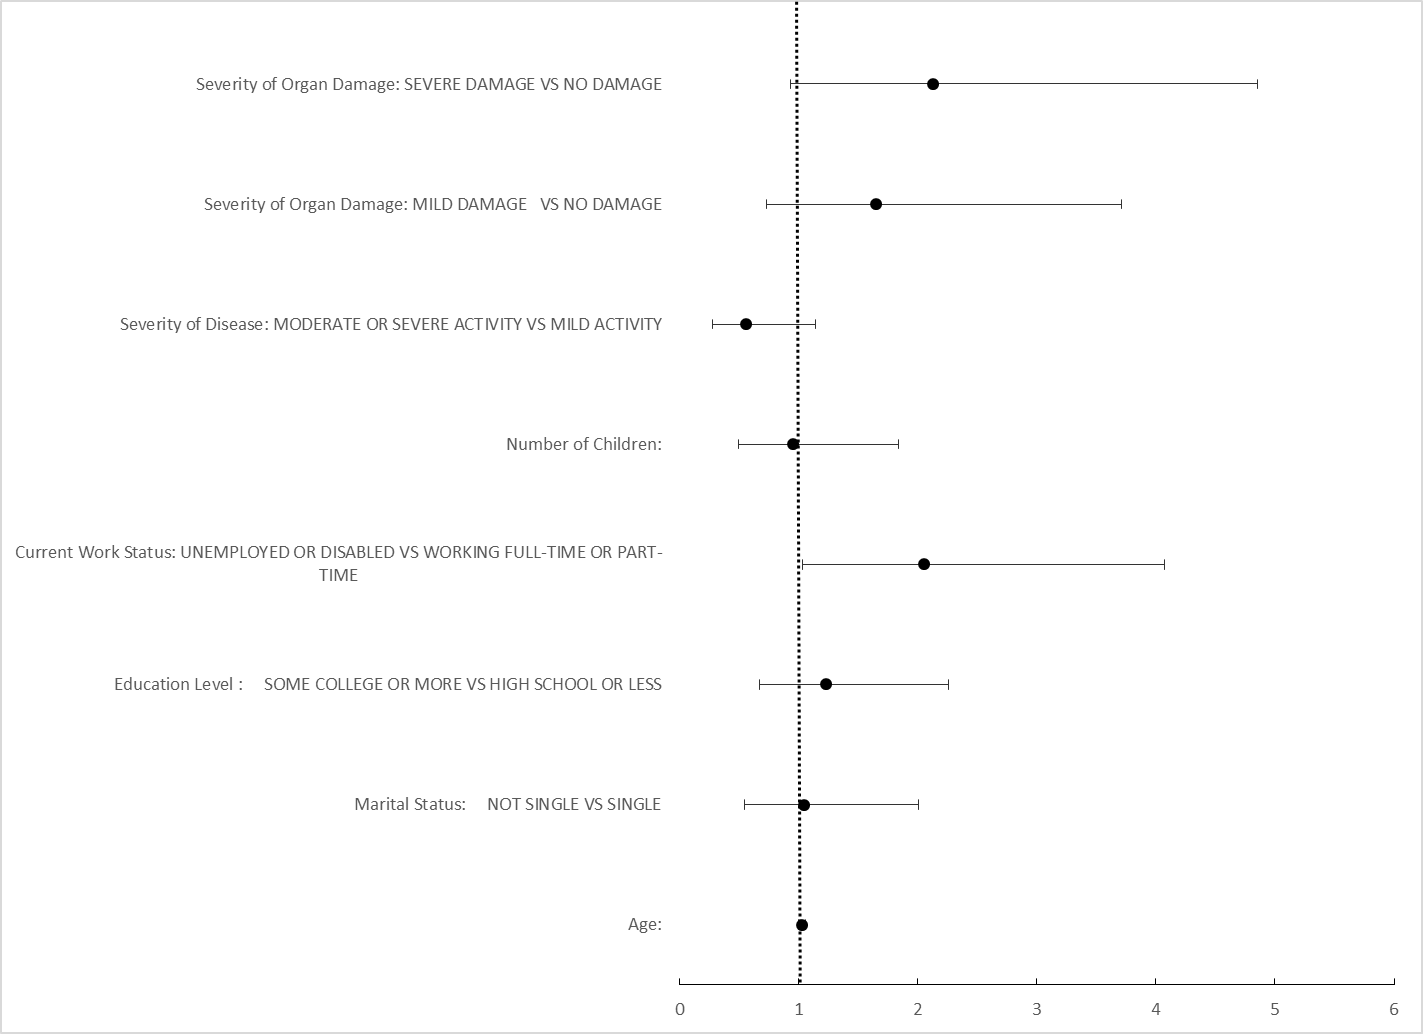 Severity of Organ Damage: SEVERE DAMAGE VS NO DAMAGE
Severity of Organ Damage: MILD DAMAGE VS NO DAMAGE
Severity of Disease: MODERATE OR SEVERE ACTIVITY VS MILD ACTIVITY
Number of Children:
Current Work Status: UNEMPLOYED OR DISABLED VS WORKING FULL-TIME OR PART-
TIME
Education Level : SOME COLLEGE OR MORE VS HIGH SCHOOL OR LESS
Marital Status: NOT SINGLE VS SINGLE
Age:
0 1 2 3 4 5 6